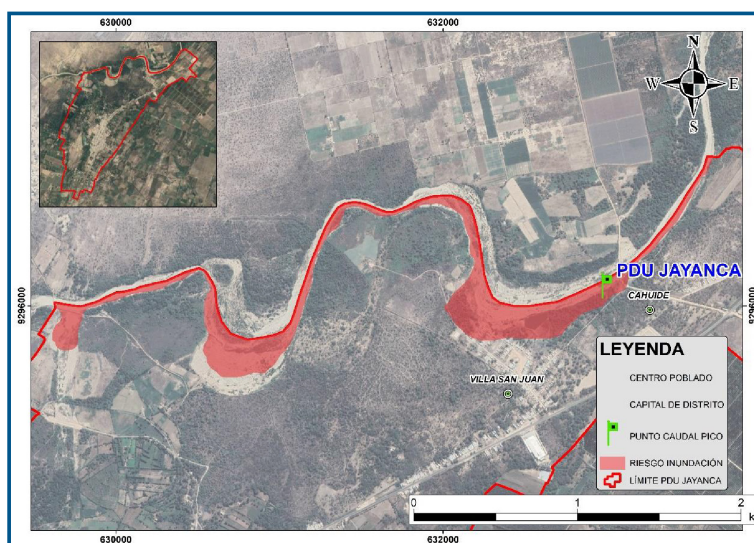 630000
632000
N
W
E
S
PDU JAYANCA
9296000
9296000
CAHUIDE
VILLA SAN JUAN
LEYENDA
CENTRO POBLADO
CAPITAL DE DISTRITO
PUNTO CAUDAL PICO
RIESGO INUNDACIÓN
LÍMITE PDU JAYANCA
0
1
2
630000
632000